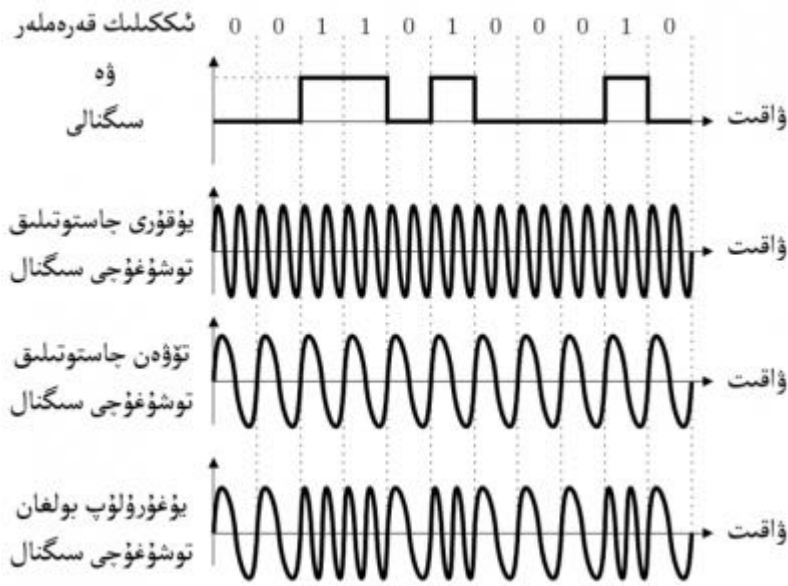 ئىككىلىك قەرەملەر
0 0 1 1 0 1 0 0 0 1 0
ۋە
سىگنالى
ۋاقىت
يۇقۇرى چاستوتىلىق
توشۇغۇچى سىگنال
ۋاقىت
تۆۋەن چاستوتىلىق
توشۇغۇچى سىگنال
ۋاقىت
يۇغۇرۇلۇپ بولغان
توشۇغۇچى سىگنال
ۋاقىت